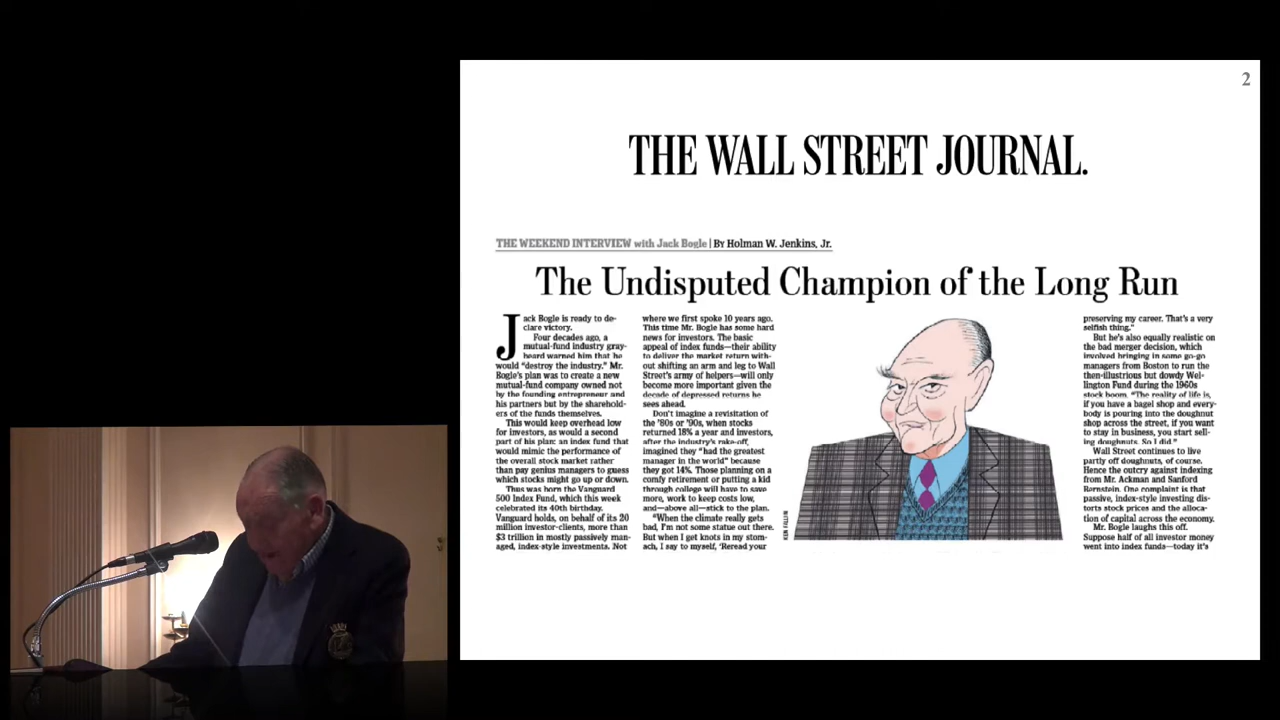 2
THE WALL STREET JOURNAL.
THE WEEKEND INTERVIEW with Jack Bogle | By Holman W. Jenkins, Jr.
The Undisputed Champion of the Long Run
Jack Bogle is ready to de-
clare victory.
Four decades ago, a
mutual-fund industry gray-
beard warned him that he
would "destroy the industry." Mr.
Bogle's plan was to create a new
mutual-fund company owned not
by the founding entrepreneur and
his partners but by the sharehold-
ers of the funds themselves.
This would keep overhead low
for investors, as would a second
part of his plan: an index fund that
would mimic the performance of
the overall stock market rather
than pay genius managers to guess
which stocks might go up or down.
Thus was born the Vanguard
500 Index Fund, which this week
celebrated its 40th birthday.
Vanguard holds, on behalf of its 20
million investor-clients, more than
$3 trillion in mostly passively man-
aged, index-style investments. Not
where we first spoke 10 years ago.
This time Mr. Bogle has some hard
news for investors. The basic
appeal of index funds—their ability
to deliver the market return with-
out shifting an arm and leg to Wall
Street's army of helpers—will only
become more important given the
decade of depressed returns he
sees ahead.
Don't imagine a revisitation of
the '80s or '90s, when stocks
returned 18% a year and investors,
after the industry's rake-off,
imagined they "had the greatest
manager in the world" because
they got 14%. Those planning on a
comfy retirement or putting a kid
through college will have to save
more, work to keep costs low,
and—above all—stick to the plan.
"When the climate really gets
bad, I'm not some statue out there.
But when I get knots in my stom-
ach, I say to myself, 'Reread your
KEN FALLIN
preserving my career. That's a very
selfish thing."
But he's also equally realistic on
the bad merger decision, which
involved bringing in some go-go
managers from Boston to run the
then-illustrious but dowdy Wel-
lington Fund during the 1960s
stock boom. "The reality of life is,
if you have a bagel shop and every-
body is pouring into the doughnut
shop across the street, if you want
to stay in business, you start sell-
ing doughnuts. So I did."
Wall Street continues to live
partly off doughnuts, of course.
Hence the outcry against indexing
from Mr. Ackman and Sanford
Bernstein. One complaint is that
passive, index-style investing dis-
torts stock prices and the alloca-
tion of capital across the economy.
Mr. Bogle laughs this off.
Suppose half of all investor money
went into index funds—today it's